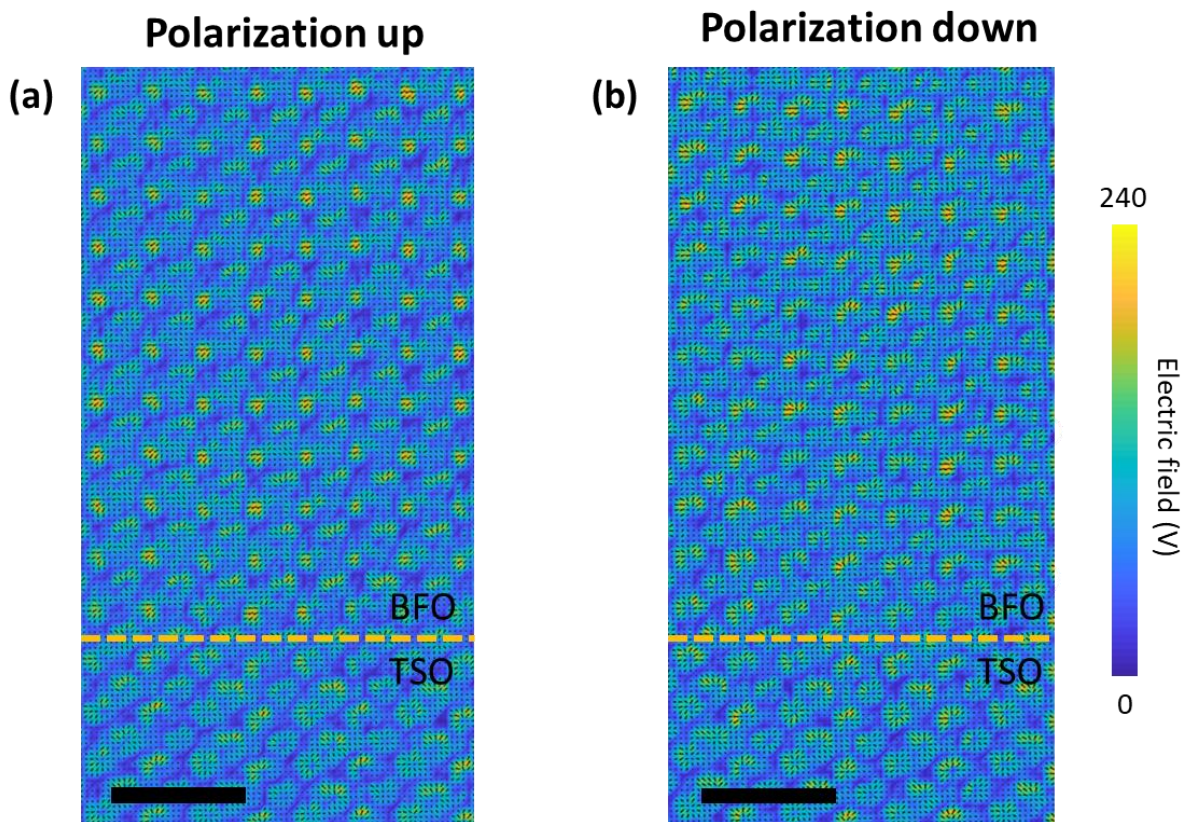 Polarization up
Polarization down
(a)
(b)
240
Electric field (V)
BFO
BFO
TSO
TSO
0